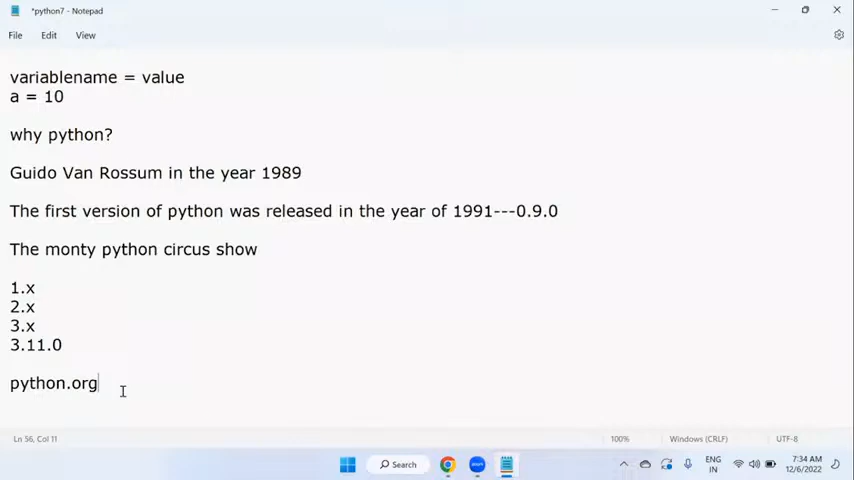 *python7 - Notepad
File Edit View
variablename = value
a = 10
why python?
Guido Van Rossum in the year 1989
The first version of python was released in the year of 1991---0.9.0
The monty python circus show
1.x
2.x
3.x
3.11.0
python.org
Ln 56, Col 11 100% Windows (CRLF) UTF-8
Search ENG IN 7:34 AM 12/6/2022